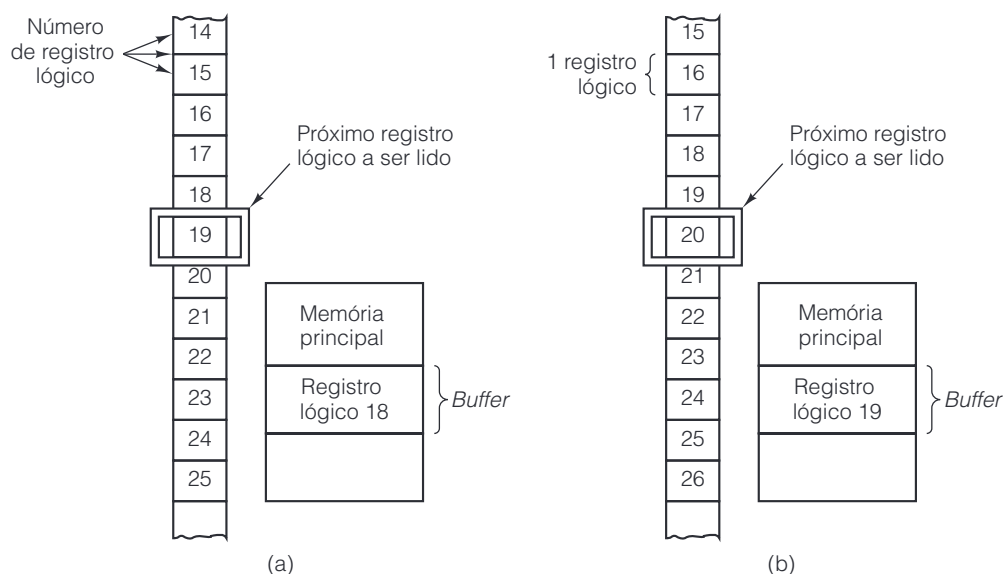 Número
de registro
lógico
14
15
16
17
18
19
20
21
22
23
24
25
Próximo registro
lógico a ser lido
Memória
principal
Registro
lógico 18
Buffer
(a)
1 registro
lógico
15
16
17
18
19
20
21
22
23
24
25
26
Próximo registro
lógico a ser lido
Memória
principal
Registro
lógico 19
Buffer
(b)